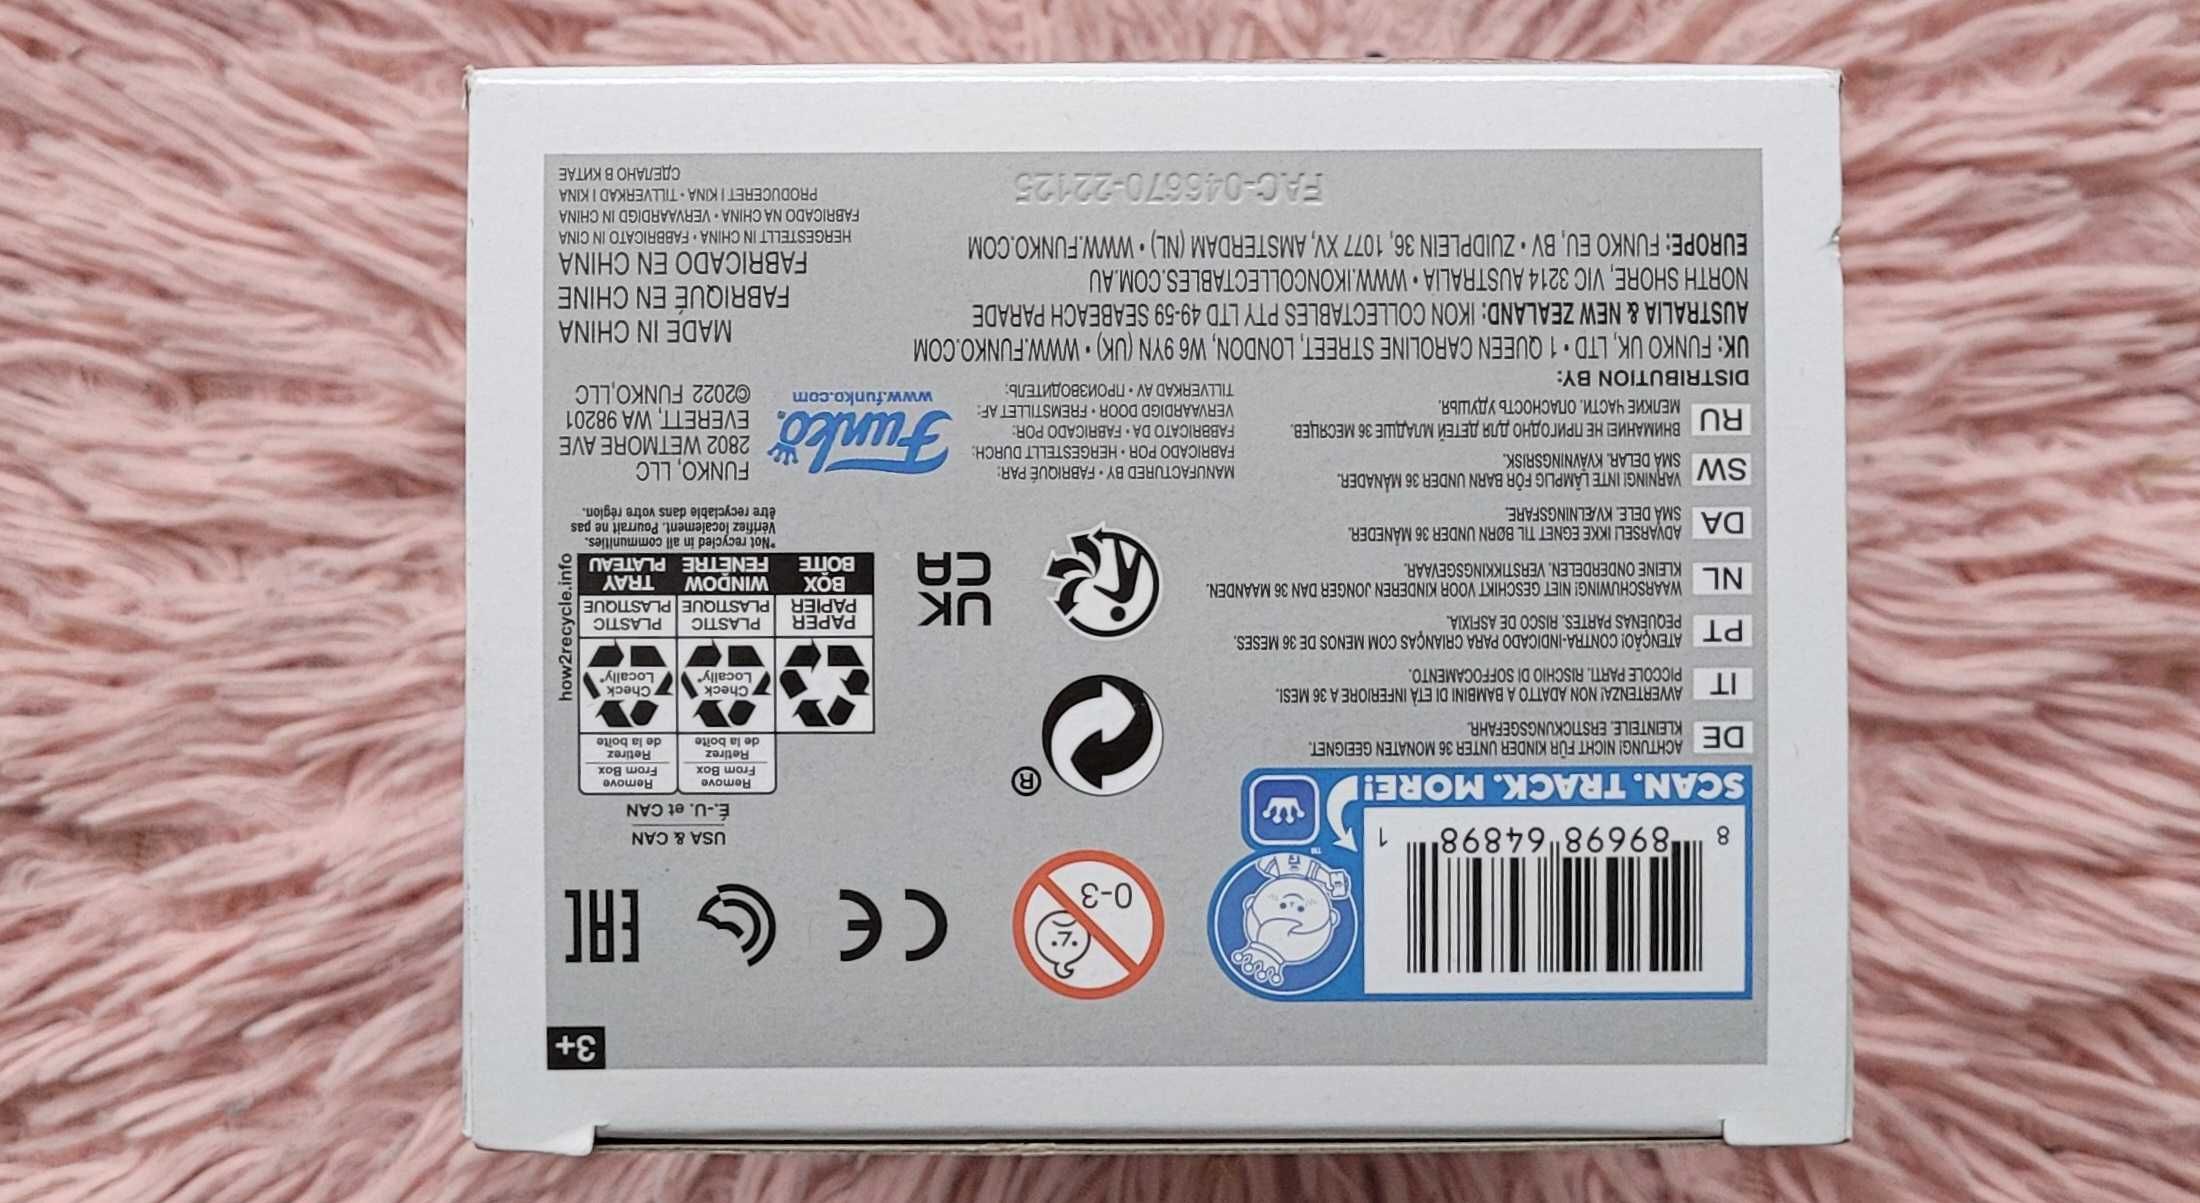 3+
8 89698 64898 1
SCAN. TRACK. MORE!
TM
0-3
CE
EAC
DE
ACHTUNG! NICHT FÜR KINDER UNTER 36 MONATEN GEEIGNET.
KLEINTEILE. ERSTICKUNGSGEFAHR.
IT
AVVERTENZA! NON ADATTO A BAMBINI DI ETÀ INFERIORE A 36 MESI.
PICCOLE PARTI. RISCHIO DI SOFFOCAMENTO.
PT
ATENÇÃO! CONTRA-INDICADO PARA CRIANÇAS COM MENOS DE 36 MESES.
PEQUENAS PARTES. RISCO DE ASFIXIA.
NL
WAARSCHUWING! NIET GESCHIKT VOOR KINDEREN JONGER DAN 36 MAANDEN.
KLEINE ONDERDELEN. VERSTIKKINGSGEVAAR.
DA
ADVARSEL! IKKE EGNET TIL BØRN UNDER 36 MÅNEDER.
SMÅ DELE. KVÆLNINGSFARE.
SW
VARNING! INTE LÄMPLIG FÖR BARN UNDER 36 MÅNADER.
SMÅ DELAR. KVÄVNINGSRISK.
RU
ВНИМАНИЕ! НЕ ПРИГОДНО ДЛЯ ДЕТЕЙ МЛАДШЕ 36 МЕСЯЦЕВ.
МЕЛКИЕ ЧАСТИ. ОПАСНОСТЬ УДУШЬЯ.
®
UK
CA
USA & CAN
É.-U. et CAN
Remove
From Box
Retirez
de la boîte
Remove
From Box
Retirez
de la boîte
Check
Locally*
Check
Locally*
PAPER
PAPIER
PLASTIC
PLASTIQUE
PLASTIC
PLASTIQUE
BOX
BOÎTE
WINDOW
FENÊTRE
TRAY
PLATEAU
how2recycle.info
*Not recycled in all communities.
Vérifiez localement. Pourrait ne pas
être recyclable dans votre région.
MANUFACTURED BY • FABRIQUÉ PAR:
FABRICADO POR • HERGESTELLT DURCH:
FABBRICATO DA • FABRICADO POR:
VERVAARDIGD DOOR • FREMSTILLET AF:
TILLVERKAD AV • ПРОИЗВОДИТЕЛЬ:
Funko®
www.funko.com
FUNKO, LLC
2802 WETMORE AVE
EVERETT, WA 98201
©2022 FUNKO,LLC
DISTRIBUTION BY:
UK: FUNKO UK, LTD • 1 QUEEN CAROLINE STREET, LONDON, W6 9YN (UK) • WWW.FUNKO.COM
AUSTRALIA & NEW ZEALAND: IKON COLLECTABLES PTY LTD 49-59 SEABEACH PARADE
NORTH SHORE, VIC 3214 AUSTRALIA • WWW.IKONCOLLECTABLES.COM.AU
EUROPE: FUNKO EU, BV • ZUIDPLEIN 36, 1077 XV, AMSTERDAM (NL) • WWW.FUNKO.COM
FAC-046670-22125
MADE IN CHINA
FABRIQUÉ EN CHINE
FABRICADO EN CHINA
HERGESTELLT IN CHINA • FABBRICATO IN CINA
FABRICADO NA CHINA • VERVAARDIGD IN CHINA
PRODUCERET I KINA • TILLVERKAD I KINA
СДЕЛАНО В КИТАЕ